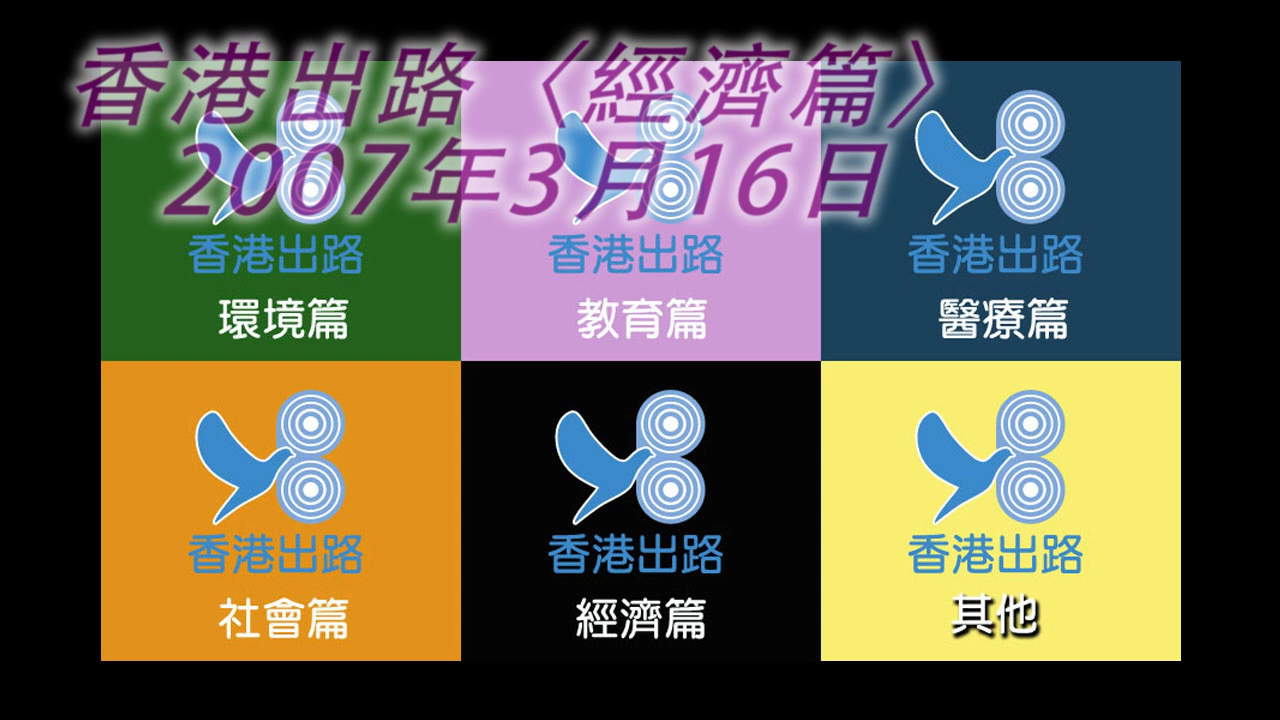 香港出路〈經濟篇〉
2007年3月16日
香港出路
環境篇
香港出路
教育篇
香港出路
醫療篇
香港出路
社會篇
香港出路
經濟篇
香港出路
其他